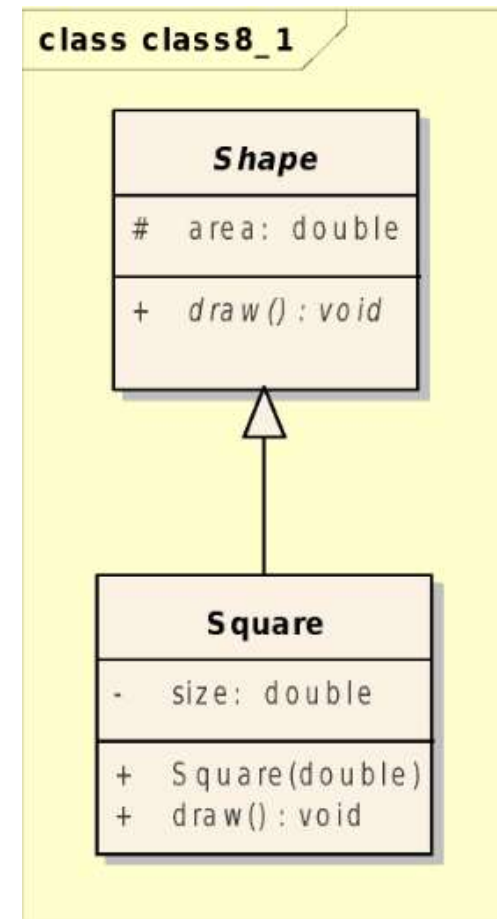 class class8_1
Shape
# area: double
+ draw() : void
Square
- size: double
+ Square(double)
+ draw() : void